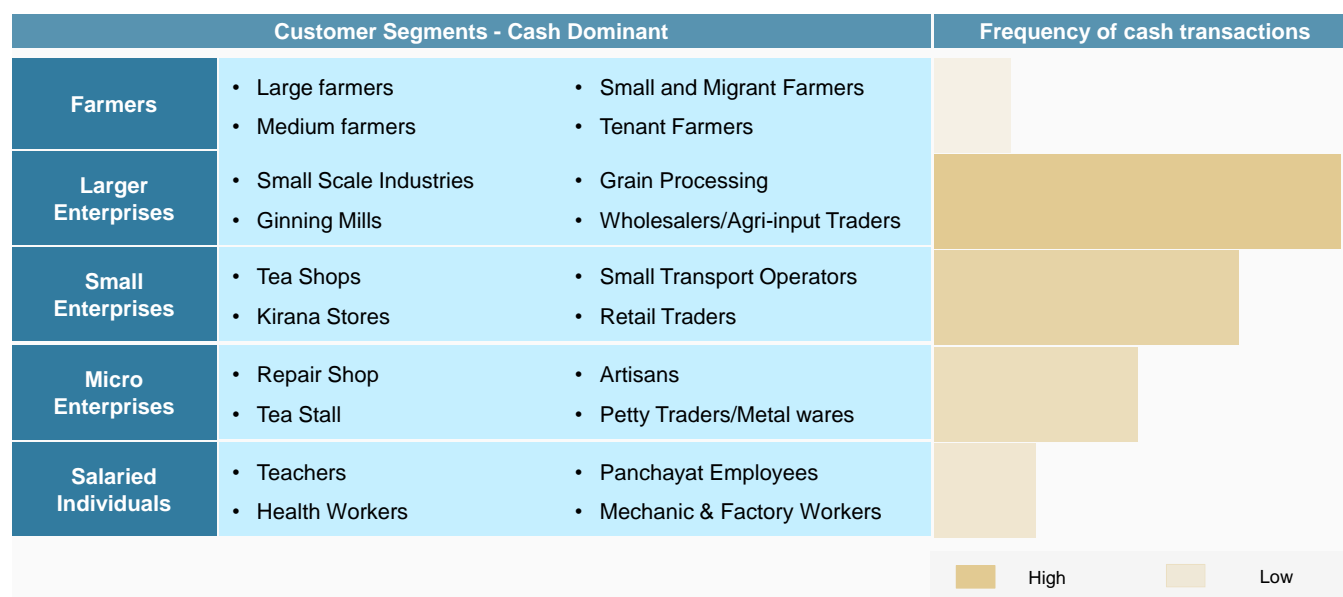 Customer Segments - Cash Dominant
Frequency of cash transactions
Farmers
• Large farmers
• Small and Migrant Farmers
• Medium farmers
• Tenant Farmers
Larger
Enterprises
• Small Scale Industries
• Grain Processing
• Ginning Mills
• Wholesalers/Agri-input Traders
Small
Enterprises
• Tea Shops
• Small Transport Operators
• Kirana Stores
• Retail Traders
Micro
Enterprises
• Repair Shop
• Artisans
• Tea Stall
• Petty Traders/Metal wares
Salaried
Individuals
• Teachers
• Panchayat Employees
• Health Workers
• Mechanic & Factory Workers
High
Low